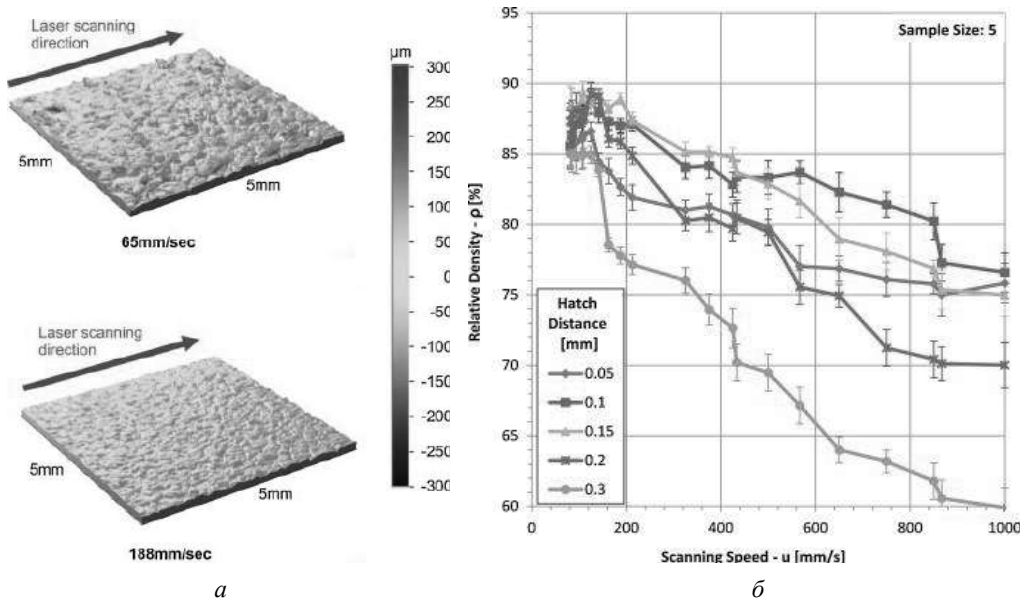 Laser scanning
direction
5mm
5mm
65mm/sec
Laser scanning
direction
5mm
5mm
188mm/sec
µm
300
250
200
150
100
50
0
-50
-100
-150
-200
-250
-300
а
Sample Size: 5
Relative Density - ρ [%]
95
90
85
80
75
70
65
60
Hatch
Distance
[mm]
0.05
0.1
0.15
0.2
0.3
0
200
400
600
800
1000
Scanning Speed - u [mm/s]
б